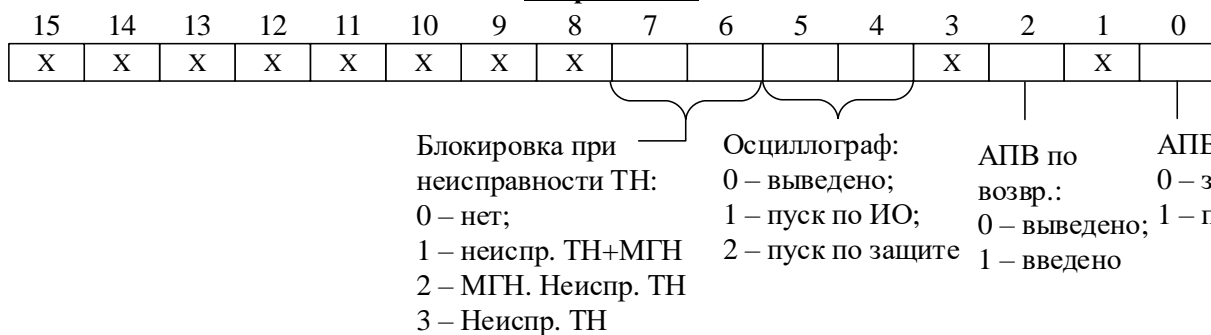 15 14 13 12 11 10 9 8 7 6 5 4 3 2 1 0
X X X X X X X X X X
Блокировка при
неисправности ТН:
0 – нет;
1 – неиспр. ТН+МГН
2 – МГН. Неиспр. ТН
3 – Неиспр. ТН
Осциллограф:
0 – выведено;
1 – пуск по ИО;
2 – пуск по защите
АПВ по
возвр.:
0 – выведено;
1 – введено
0 –
1 –